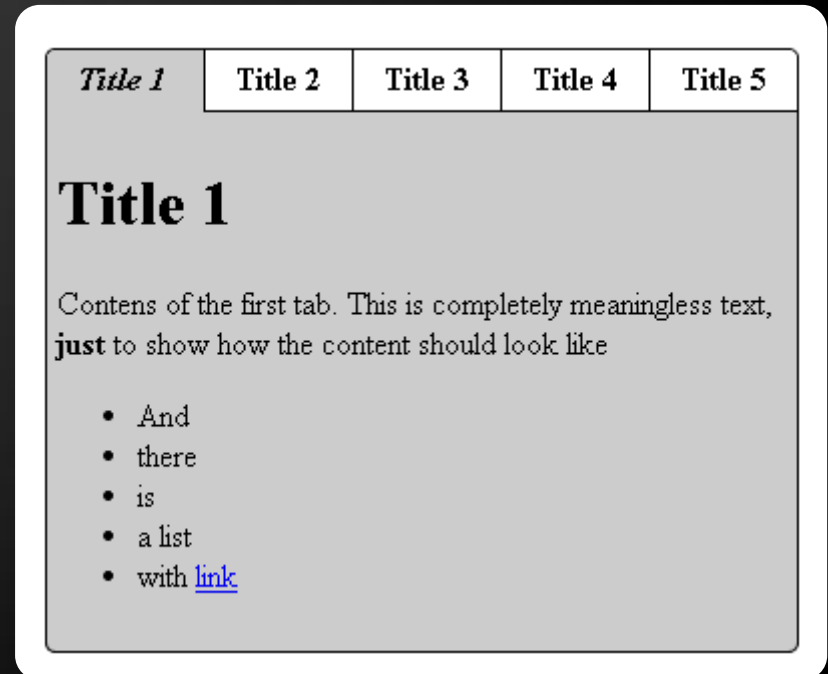 Title 1 Title 2 Title 3 Title 4 Title 5
Title 1
Contens of the first tab. This is completely meaningless text,
just to show how the content should look like
And
there
is
a list
with link